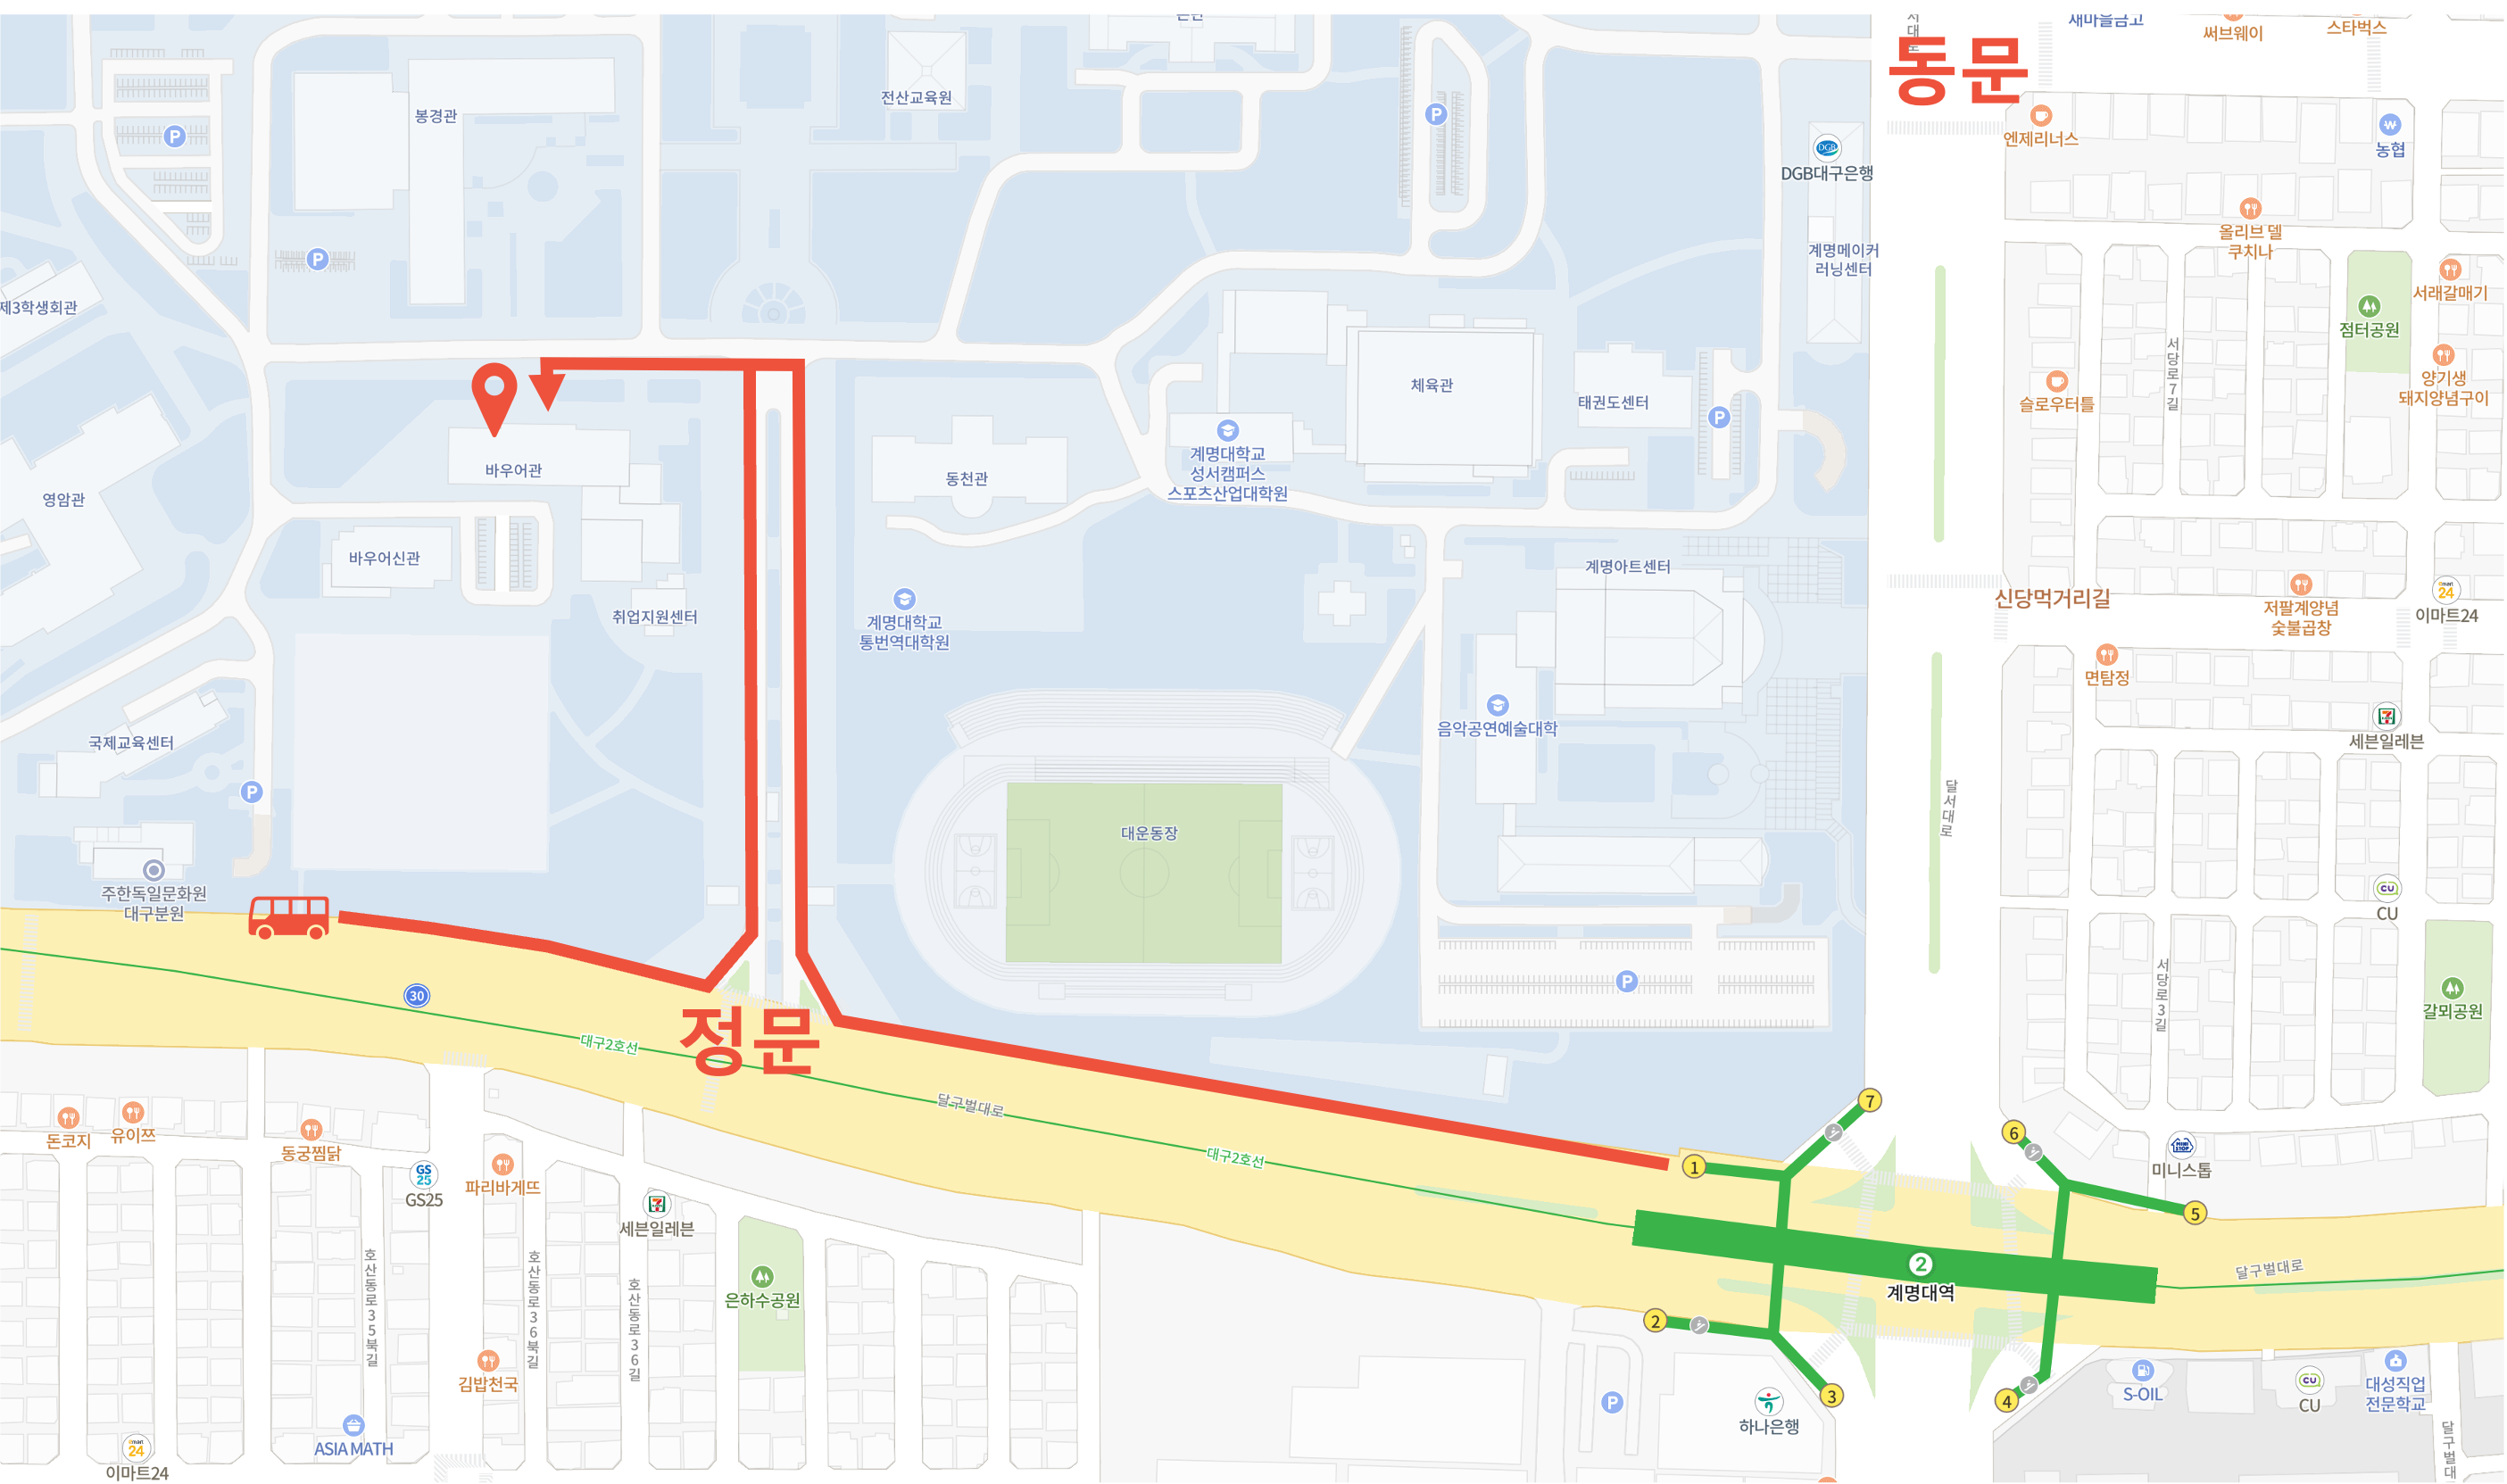 본관
서대로
새마을금고
써브웨이
스타벅스
동문
전산교육원
봉경관
P
P
엔제리너스
농협
DGB
DGB대구은행
올리브 델
쿠치나
계명메이커
러닝센터
P
제3학생회관
서래갈매기
점터공원
서당로7길
양기생
돼지양념구이
체육관
태권도센터
슬로우터틀
P
계명대학교
성서캠퍼스
스포츠산업대학원
바우어관
동천관
영암관
바우어신관
계명아트센터
취업지원센터
신당먹거리길
저팔계양념
숯불곱창
emart
24
이마트24
계명대학교
통번역대학원
면탐정
음악공연예술대학
국제교육센터
7
세븐일레븐
P
달서대로
대운동장
주한독일문화원
대구분원
CU
CU
P
30
서당로3길
갈뫼공원
정문
대구2호선
달구벌대로
대구2호선
7
6
1
5
돈코지
유이쯔
동궁찜닭
GS
25
GS25
파리바게뜨
7
세븐일레븐
미니스톱
호산동로35북길
호산동로36북길
호산동로36길
은하수공원
2
계명대역
달구벌대로
2
3
4
김밥천국
P
하나은행
S-OIL
CU
CU
대성직업
전문학교
ASIA MATH
emart
24
이마트24
달구벌대